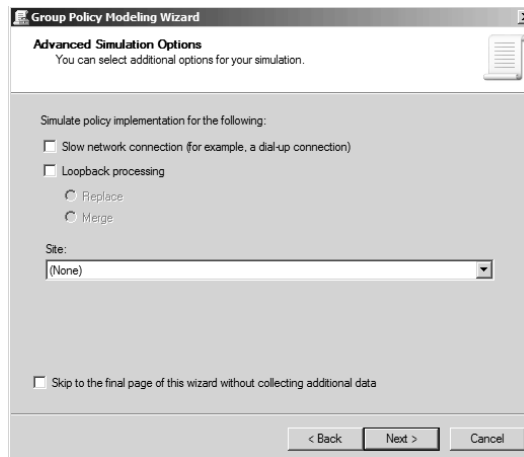 Group Policy Modeling Wizard
Advanced Simulation Options
You can select additional options for your simulation.
Simulate policy implementation for the following:
Slow network connection (for example, a dial-up connection)
Loopback processing
Replace
Merge
Site:
(None)
Skip to the final page of this wizard without collecting additional data
< Back Next > Cancel